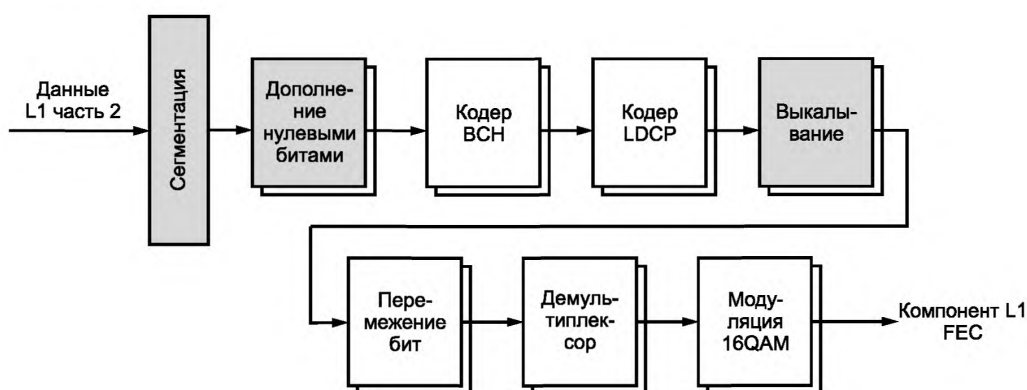 Данные
L1 часть 2
Сегментация
Дополне-
ние
нулевыми
битами
Кодер
BCH
Кодер
LDCP
Выкалы-
вание
Пере-
межение
бит
Демуль-
типлек-
сор
Моду-
ляция
16QAM
Компонент L1
FEC